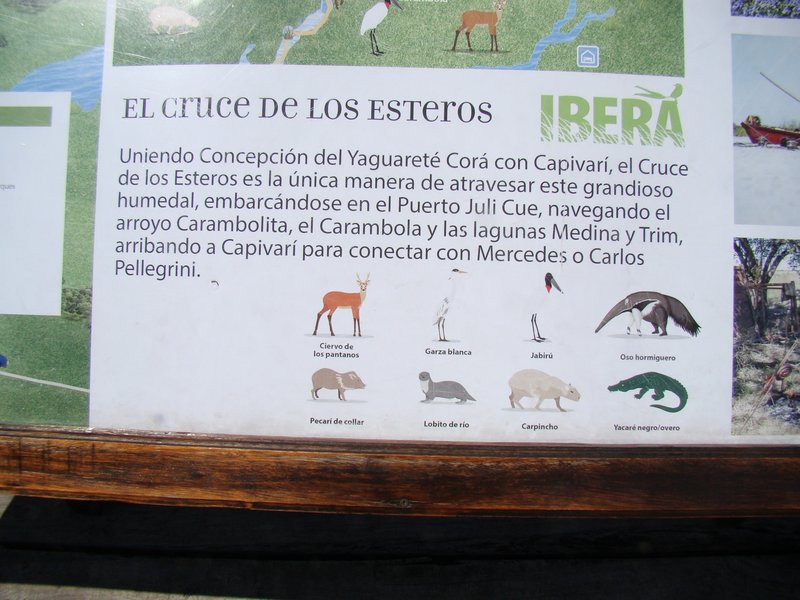 EL CRUCE DE LOS ESTEROS
IBERÁ
Uniendo Concepción del Yaguareté Corá con Capivarí, el Cruce
de los Esteros es la única manera de atravesar este grandioso
humedal, embarcándose en el Puerto Juli Cue, navegando el
arroyo Carambolita, el Carambola y las lagunas Medina y Trim,
arribando a Capivarí para conectar con Mercedes o Carlos
Pellegrini.
Ciervo de
los pantanos
Garza blanca
Jabirú
Oso hormiguero
Pecarí de collar
Lobito de río
Carpincho
Yacaré negro/overo